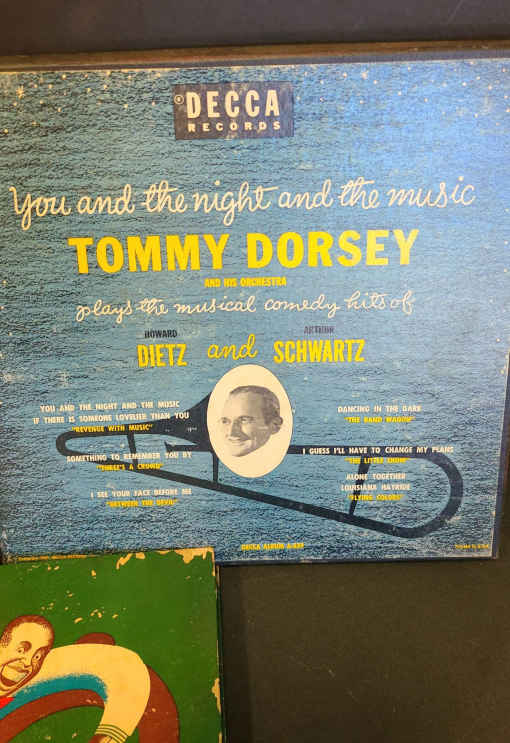 DECCA
RECORDS
You and the night and the music
TOMMY DORSEY
AND HIS ORCHESTRA
plays the musical comedy hits of
HOWARD
ARTHUR
DIETZ and SCHWARTZ
YOU AND THE NIGHT AND THE MUSIC
IF THERE IS SOMEONE LOVELIER THAN YOU
"REVENGE WITH MUSIC"
SOMETHING TO REMEMBER YOU BY
"THREE'S A CROWD"
I SEE YOUR FACE BEFORE ME
"BETWEEN THE DEVIL"
DANCING IN THE DARK
"THE BAND WAGON"
I GUESS I'LL HAVE TO CHANGE MY PLANS
"THE LITTLE SHOW"
ALONE TOGETHER
LOUISIANA HAYRIDE
"FLYING COLORS"
DECCA ALBUM